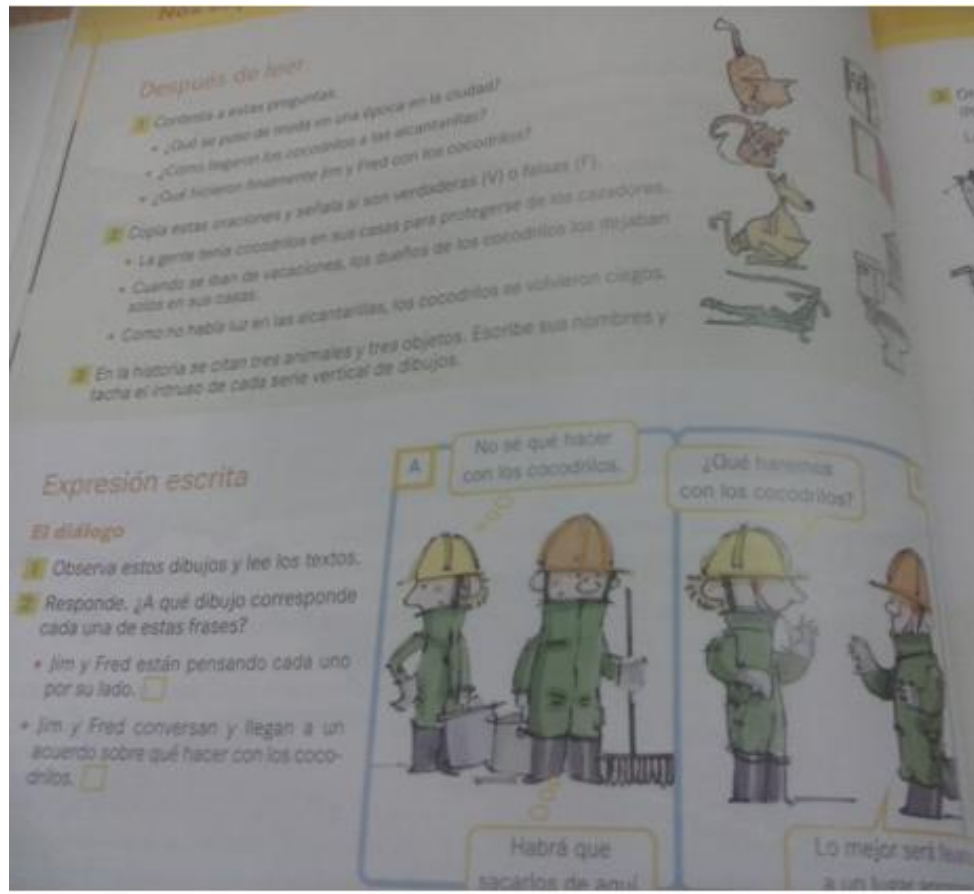 Después de leer
1 Contesta a estas preguntas.
• ¿Qué se puso de moda en una época en la ciudad?
• ¿Cómo llegaron los cocodrilos a las alcantarillas?
• ¿Qué hicieron finalmente Jim y Fred con los cocodrilos?
2 Copia estas oraciones y señala si son verdaderas (V) o falsas (F).
• La gente tenía cocodrilos en sus casas para protegerse de los cazadores.
• Cuando se iban de vacaciones, los dueños de los cocodrilos los dejaban
solos en sus casas.
• Como no había luz en las alcantarillas, los cocodrilos se volvieron ciegos.
3 En la historia se citan tres animales y tres objetos. Escribe sus nombres y
tacha el intruso de cada serie vertical de dibujos.
Expresión escrita
El diálogo
1 Observa estos dibujos y lee los textos.
2 Responde. ¿A qué dibujo corresponde
cada una de estas frases?
• Jim y Fred están pensando cada uno
por su lado.
• Jim y Fred conversan y llegan a un
acuerdo sobre qué hacer con los coco-
drilos.
A
No sé qué hacer
con los cocodrilos.
Habrá que
sacarlos de aquí
¿Qué hacemos
con los cocodrilos?
Lo mejor será
a un lugar